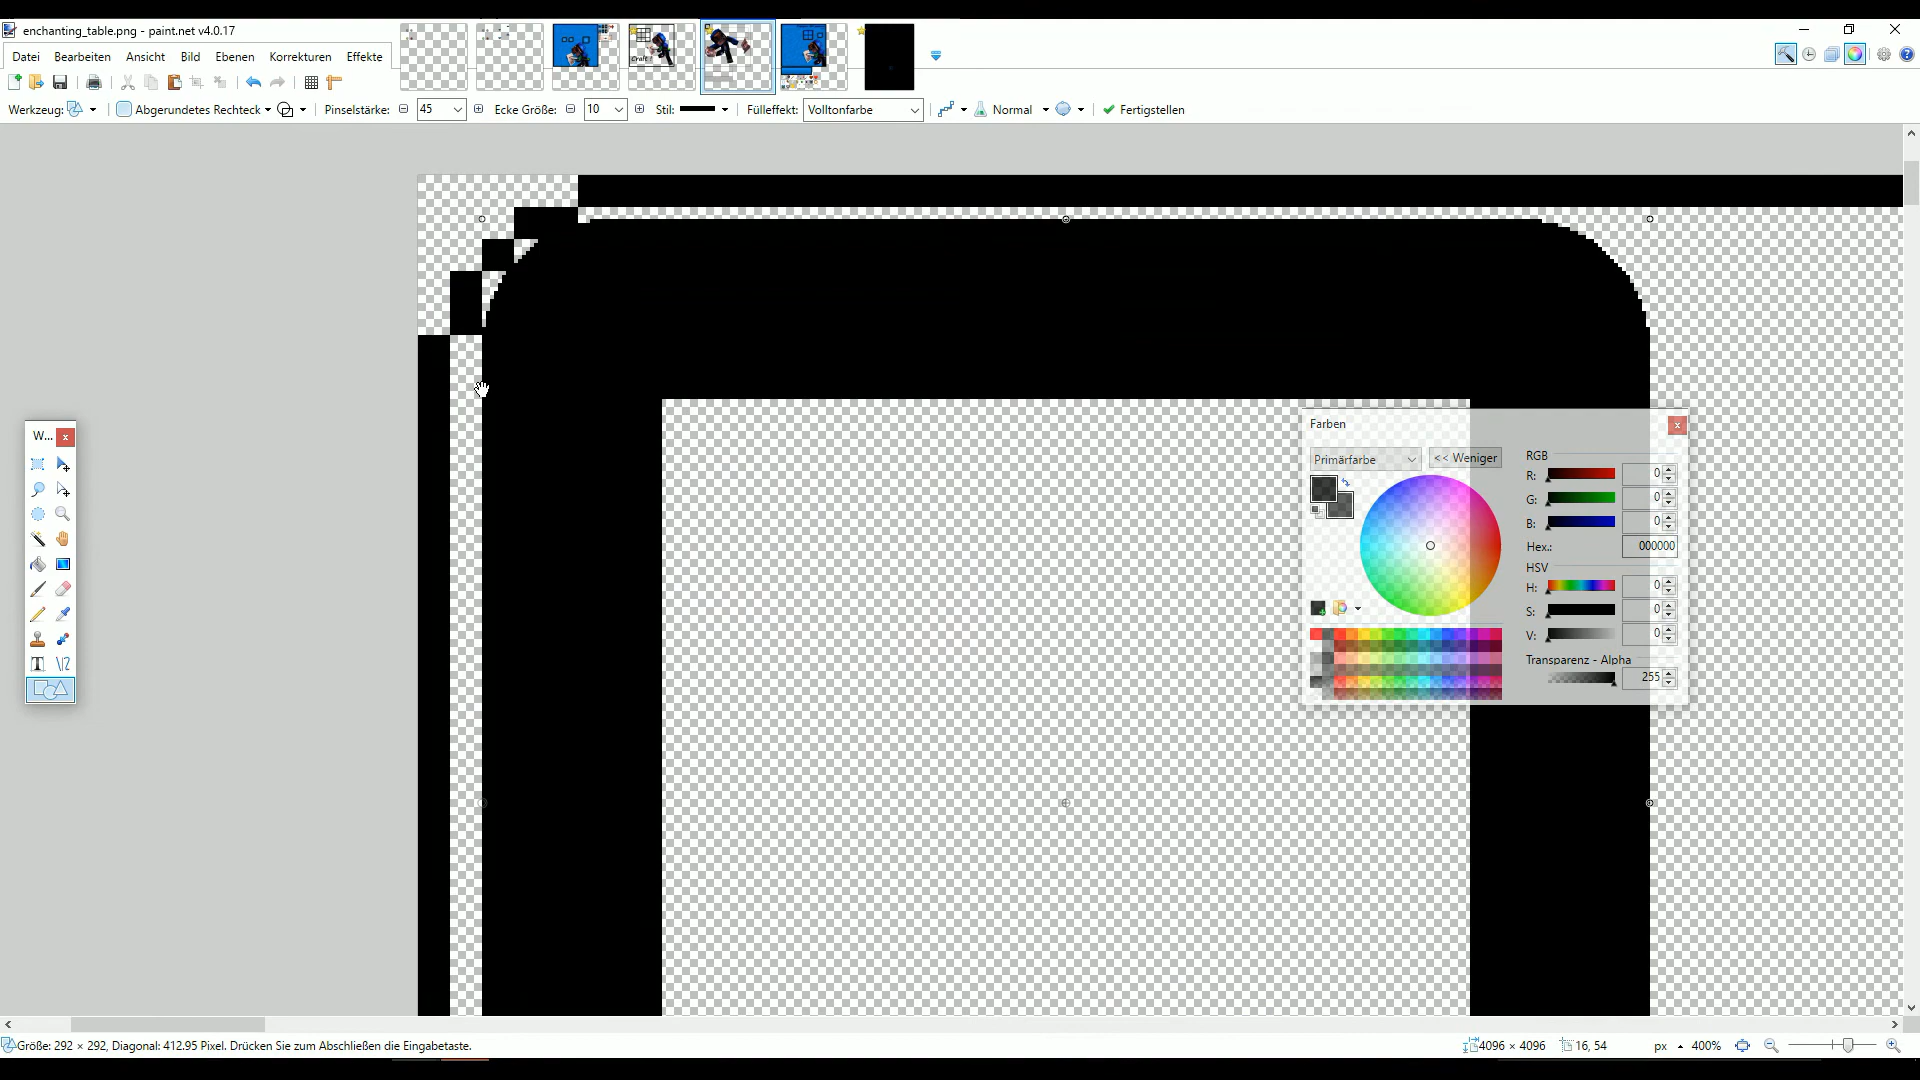 enchanting_table.png - paint.net v4.0.17
Datei Bearbeiten Ansicht Bild Ebenen Korrekturen Effekte
Craft !
Werkzeug: Abgerundetes Rechteck Pinselstärke: 45 Ecke Größe: 10 Stil: Fülleffekt: Volltonfarbe Normal Fertigstellen
W...
Farben
Primärfarbe << Weniger
RGB
R: 0
G: 0
B: 0
Hex.: 000000
HSV
H: 0
S: 0
V: 0
Transparenz - Alpha
255
Größe: 292 × 292, Diagonal: 412.95 Pixel. Drücken Sie zum Abschließen die Eingabetaste. 4096 × 4096 16, 54 px 400%